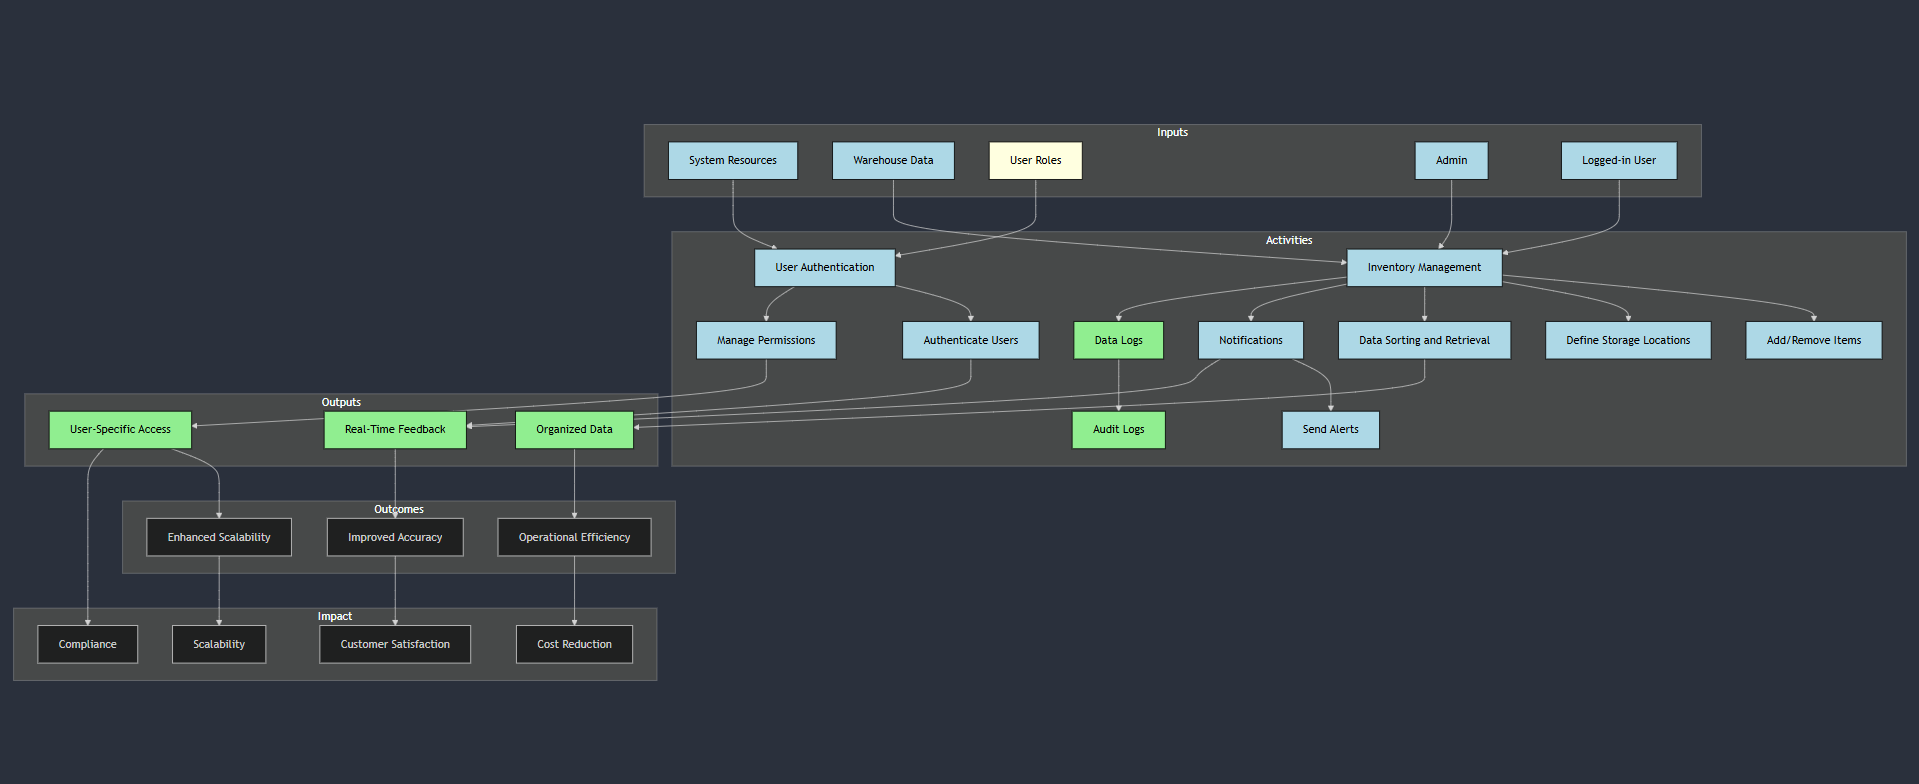 Inputs
System Resources
Warehouse Data
User Roles
Admin
Logged-in User
Activities
User Authentication
Inventory Management
Manage Permissions
Authenticate Users
Data Logs
Notifications
Data Sorting and Retrieval
Define Storage Locations
Add/Remove Items
Audit Logs
Send Alerts
Outputs
User-Specific Access
Real-Time Feedback
Organized Data
Outcomes
Enhanced Scalability
Improved Accuracy
Operational Efficiency
Impact
Compliance
Scalability
Customer Satisfaction
Cost Reduction